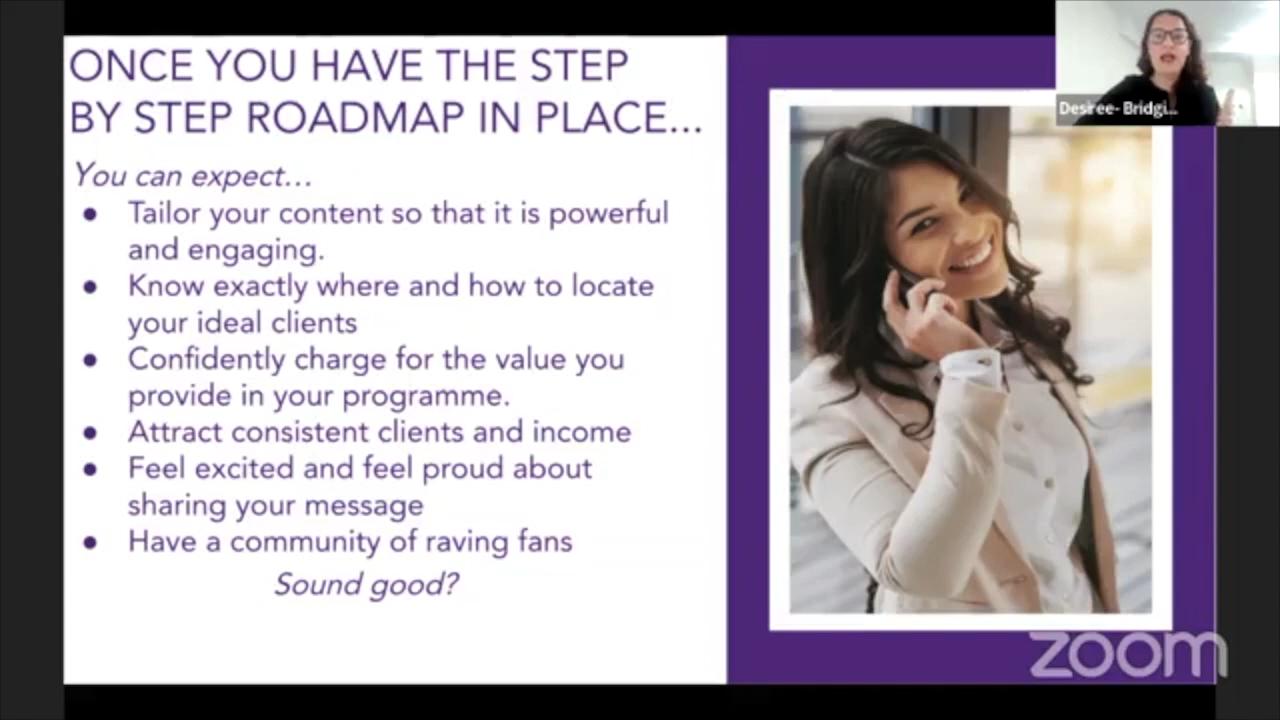 ONCE YOU HAVE THE STEP
BY STEP ROADMAP IN PLACE...
You can expect...
● Tailor your content so that it is powerful
and engaging.
● Know exactly where and how to locate
your ideal clients
● Confidently charge for the value you
provide in your programme.
● Attract consistent clients and income
● Feel excited and feel proud about
sharing your message
● Have a community of raving fans
Sound good?
Desiree- Bridgi...
zoom